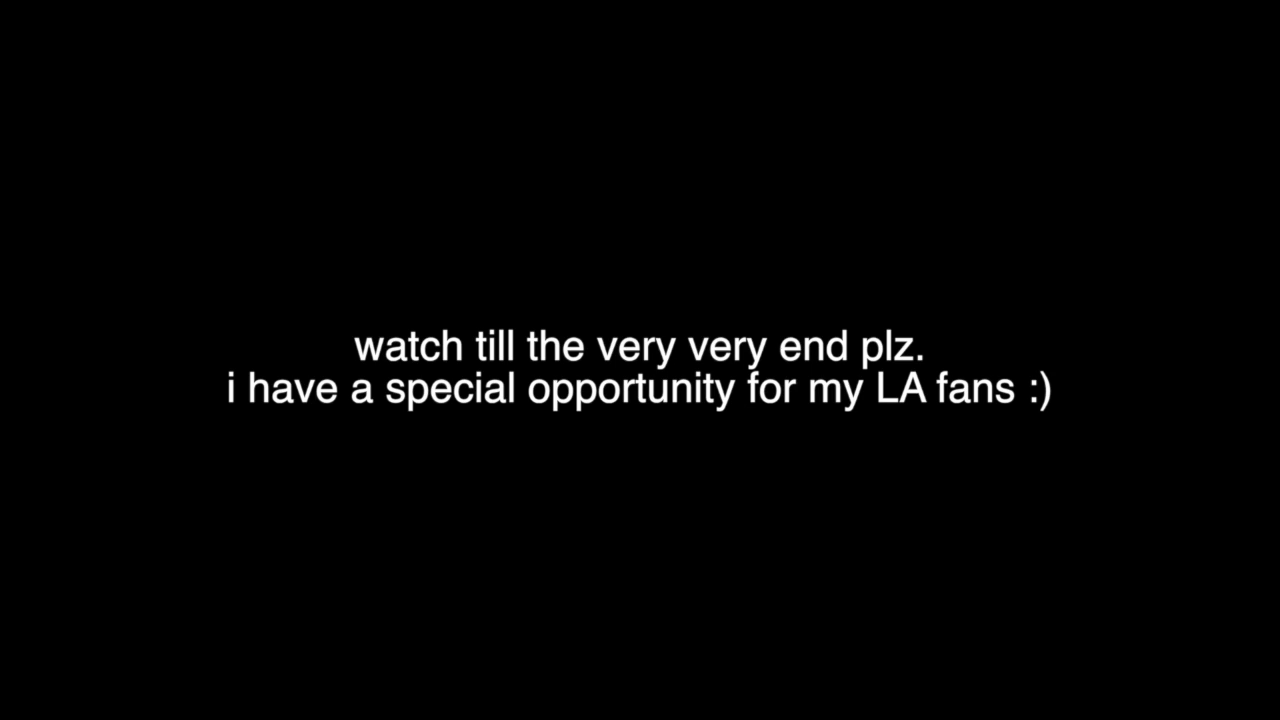 watch till the very very end plz.
i have a special opportunity for my LA fans :)